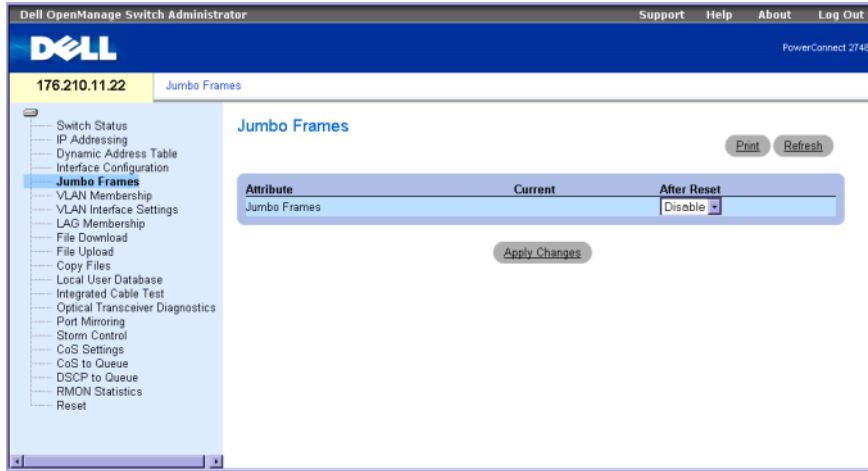 Dell OpenManage Switch Administrator
Support Help About Log Out
DELL
PowerConnect 2748
176.210.11.22
Jumbo Frames
Switch Status
IP Addressing
Dynamic Address Table
Interface Configuration
Jumbo Frames
VLAN Membership
VLAN Interface Settings
LAG Membership
File Download
File Upload
Copy Files
Local User Database
Integrated Cable Test
Optical Transceiver Diagnostics
Port Mirroring
Storm Control
CoS Settings
CoS to Queue
DSCP to Queue
RMON Statistics
Reset
Jumbo Frames
Print Refresh
Attribute Current After Reset
Jumbo Frames Disable
Apply Changes